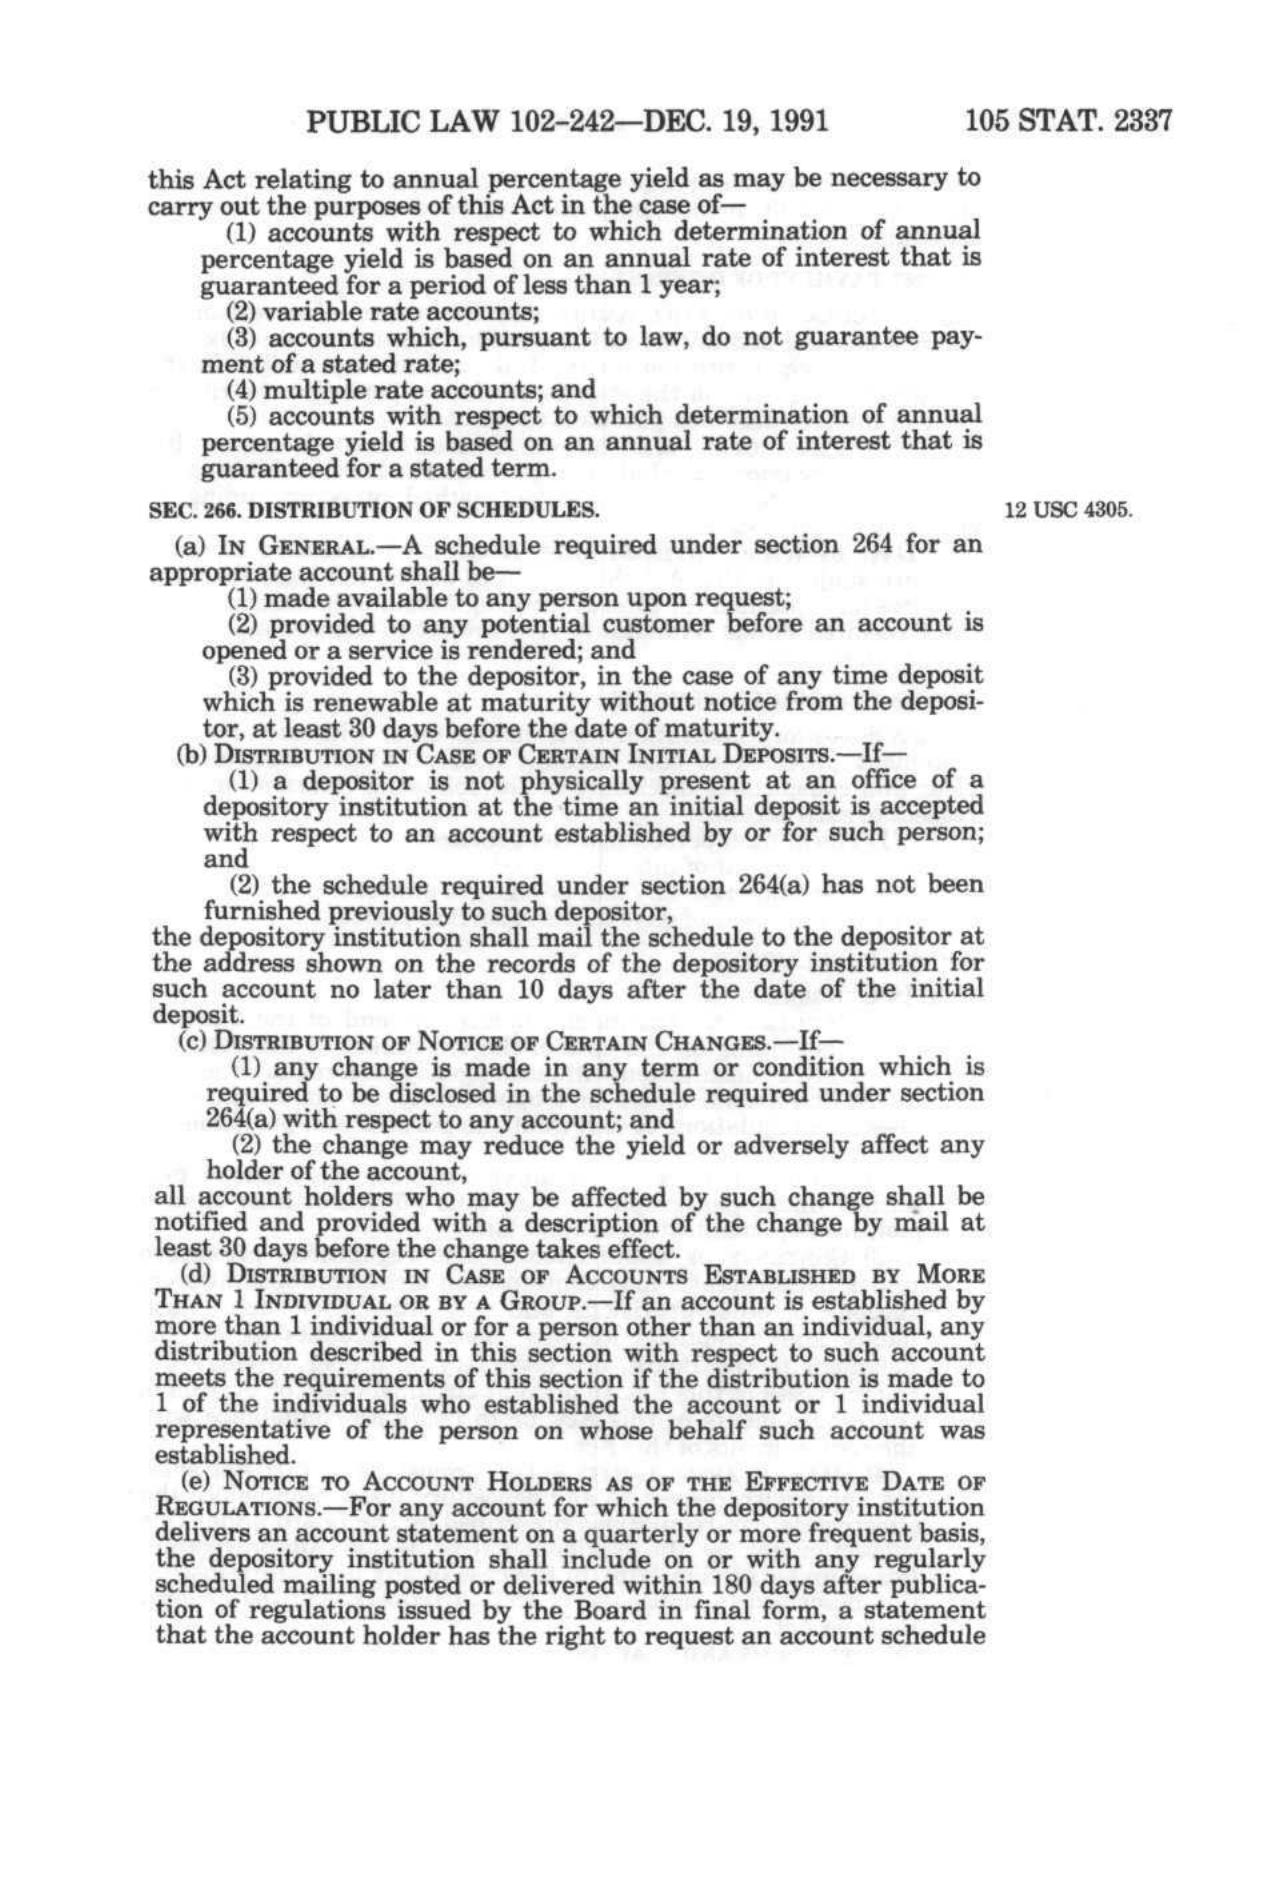 PUBLIC LAW 102-242—DEC. 19, 1991 105 STAT. 2337
this Act relating to annual percentage yield as may be necessary to
carry out the purposes of this Act in the case of—
(1) accounts with respect to which determination of annual
percentage yield is based on an annual rate of interest that is
guaranteed for a period of less than 1 year;
(2) variable rate accounts;
(3) accounts which, pursuant to law, do not guarantee pay-
ment of a stated rate;
(4) multiple rate accounts; and
(5) accounts with respect to which determination of annual
percentage yield is based on an annual rate of interest that is
guaranteed for a stated term.
SEC. 266. DISTRIBUTION OF SCHEDULES. 12 USC 4305.
(a) IN GENERAL.—A schedule required under section 264 for an
appropriate account shall be—
(1) made available to any person upon request;
(2) provided to any potential customer before an account is
opened or a service is rendered; and
(3) provided to the depositor, in the case of any time deposit
which is renewable at maturity without notice from the deposi-
tor, at least 30 days before the date of maturity.
(b) DISTRIBUTION IN CASE OF CERTAIN INITIAL DEPOSITS.—If—
(1) a depositor is not physically present at an office of a
depository institution at the time an initial deposit is accepted
with respect to an account established by or for such person;
and
(2) the schedule required under section 264(a) has not been
furnished previously to such depositor,
the depository institution shall mail the schedule to the depositor at
the address shown on the records of the depository institution for
such account no later than 10 days after the date of the initial
deposit.
(c) DISTRIBUTION OF NOTICE OF CERTAIN CHANGES.—If—
(1) any change is made in any term or condition which is
required to be disclosed in the schedule required under section
264(a) with respect to any account; and
(2) the change may reduce the yield or adversely affect any
holder of the account,
all account holders who may be affected by such change shall be
notified and provided with a description of the change by mail at
least 30 days before the change takes effect.
(d) DISTRIBUTION IN CASE OF ACCOUNTS ESTABLISHED BY MORE
THAN 1 INDIVIDUAL OR BY A GROUP.—If an account is established by
more than 1 individual or for a person other than an individual, any
distribution described in this section with respect to such account
meets the requirements of this section if the distribution is made to
1 of the individuals who established the account or 1 individual
representative of the person on whose behalf such account was
established.
(e) NOTICE TO ACCOUNT HOLDERS AS OF THE EFFECTIVE DATE OF
REGULATIONS.—For any account for which the depository institution
delivers an account statement on a quarterly or more frequent basis,
the depository institution shall include on or with any regularly
scheduled mailing posted or delivered within 180 days after publica-
tion of regulations issued by the Board in final form, a statement
that the account holder has the right to request an account schedule